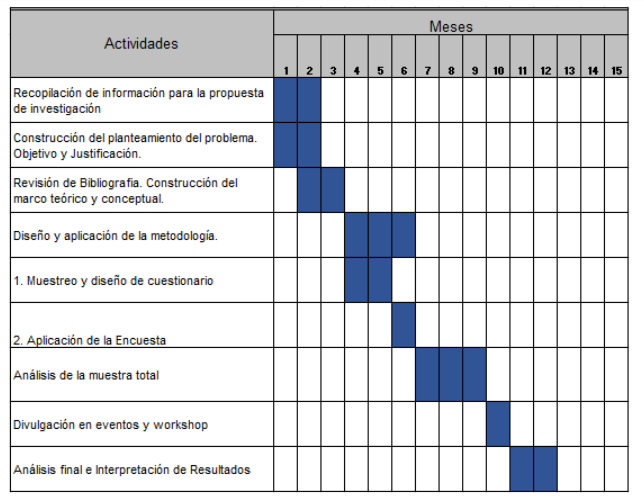 Actividades
Meses
1 2 3 4 5 6 7 8 9 10 11 12 13 14 15
Recopilación de información para la propuesta
de investigación
Construcción del planteamiento del problema.
Objetivo y Justificación.
Revisión de Bibliografia. Construcción del
marco teórico y conceptual.
Diseño y aplicación de la metodología.
1. Muestreo y diseño de cuestionario
2. Aplicación de la Encuesta
Análisis de la muestra total
Divulgación en eventos y workshop
Análisis final e Interpretación de Resultados